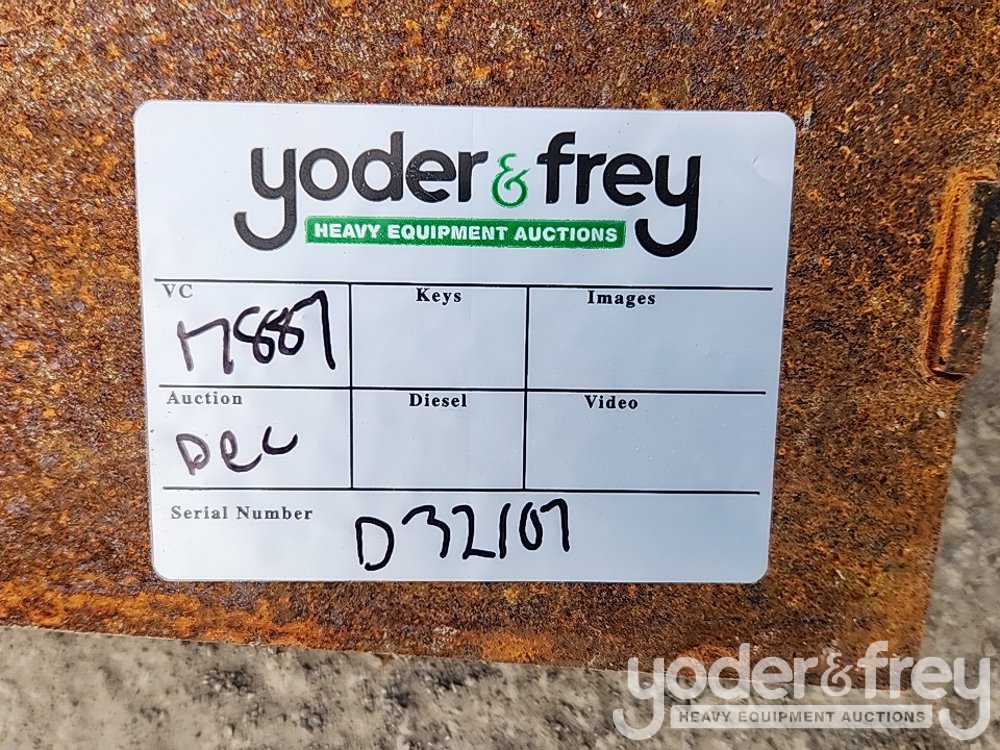 yoder & frey
HEAVY EQUIPMENT AUCTIONS
VC Keys Images
Auction Diesel Video
Dec
Serial Number D32107
yoder & frey
HEAVY EQUIPMENT AUCTIONS